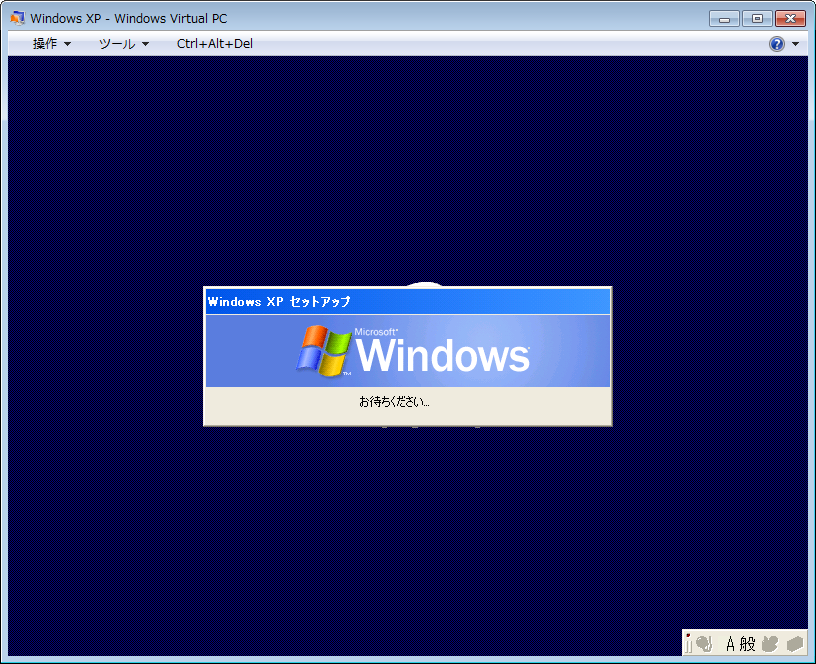 Windows XP - Windows Virtual PC
操作 ツール Ctrl+Alt+Del
Windows XP セットアップ
Microsoft
Windows
お待ちください...
A 般